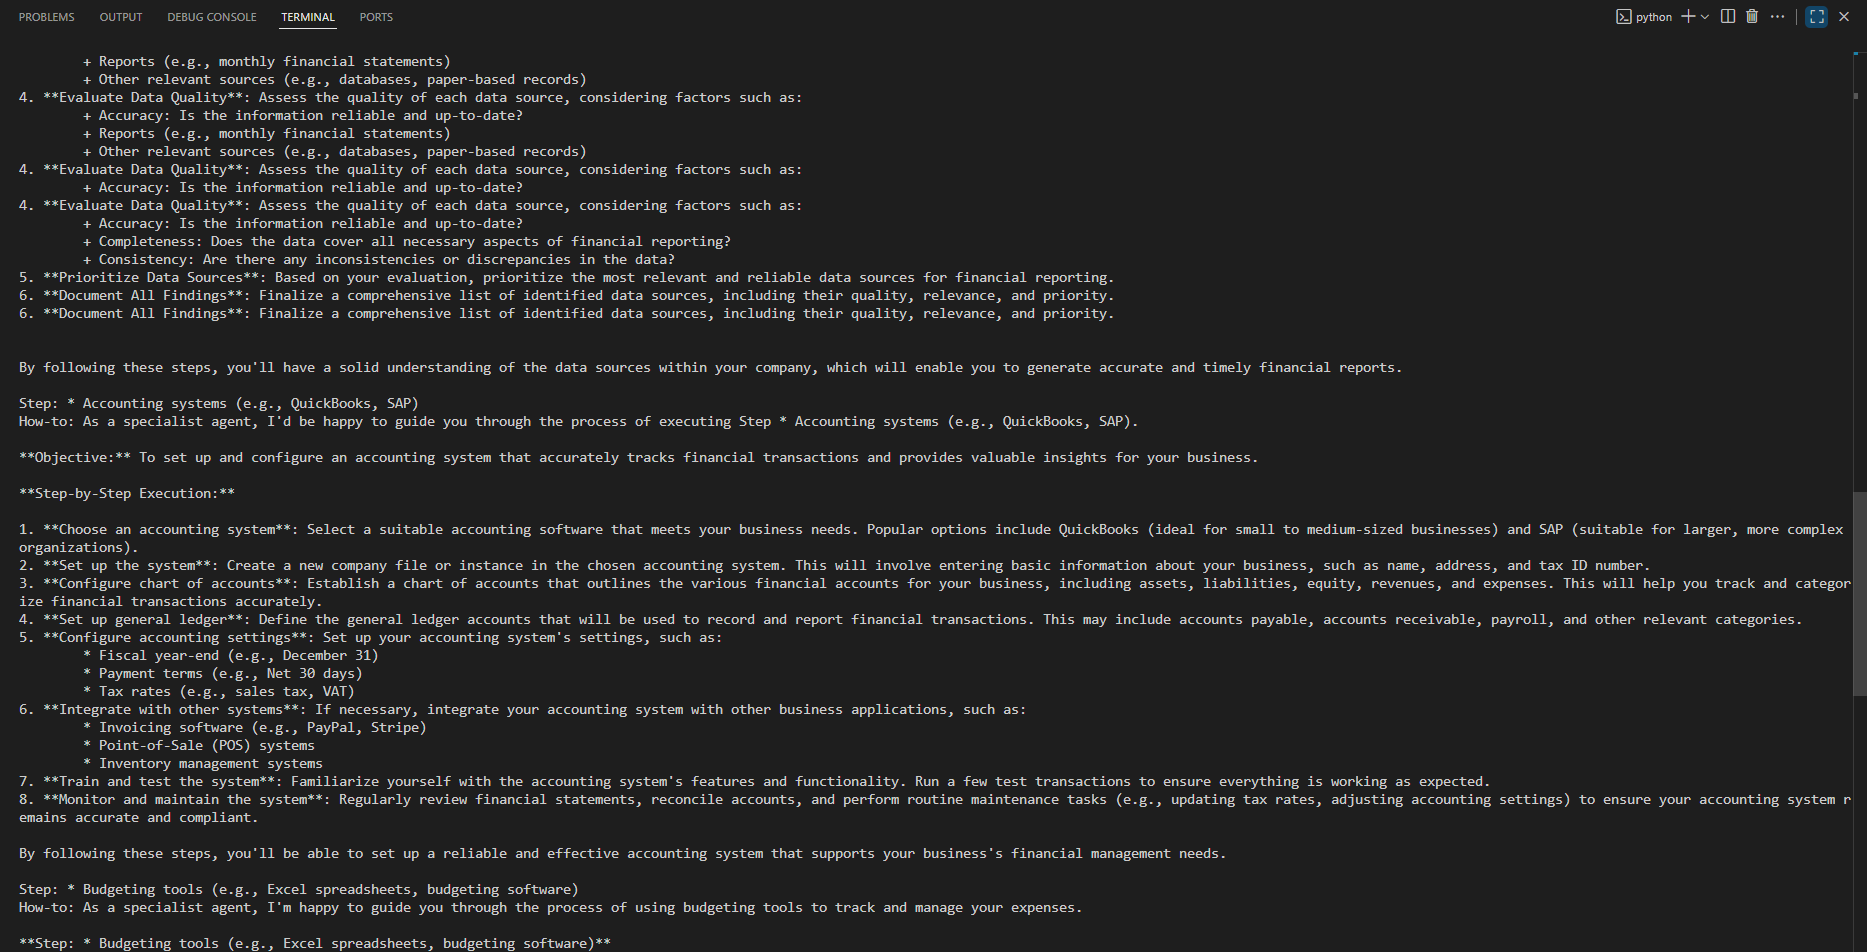 PROBLEMS OUTPUT DEBUG CONSOLE TERMINAL PORTS python
+ Reports (e.g., monthly financial statements)
+ Other relevant sources (e.g., databases, paper-based records)
4. **Evaluate Data Quality**: Assess the quality of each data source, considering factors such as:
+ Accuracy: Is the information reliable and up-to-date?
+ Reports (e.g., monthly financial statements)
+ Other relevant sources (e.g., databases, paper-based records)
4. **Evaluate Data Quality**: Assess the quality of each data source, considering factors such as:
+ Accuracy: Is the information reliable and up-to-date?
4. **Evaluate Data Quality**: Assess the quality of each data source, considering factors such as:
+ Accuracy: Is the information reliable and up-to-date?
+ Completeness: Does the data cover all necessary aspects of financial reporting?
+ Consistency: Are there any inconsistencies or discrepancies in the data?
5. **Prioritize Data Sources**: Based on your evaluation, prioritize the most relevant and reliable data sources for financial reporting.
6. **Document All Findings**: Finalize a comprehensive list of identified data sources, including their quality, relevance, and priority.
6. **Document All Findings**: Finalize a comprehensive list of identified data sources, including their quality, relevance, and priority.
By following these steps, you'll have a solid understanding of the data sources within your company, which will enable you to generate accurate and timely financial reports.
Step: * Accounting systems (e.g., QuickBooks, SAP)
How-to: As a specialist agent, I'd be happy to guide you through the process of executing Step * Accounting systems (e.g., QuickBooks, SAP).
**Objective:** To set up and configure an accounting system that accurately tracks financial transactions and provides valuable insights for your business.
**Step-by-Step Execution:**
1. **Choose an accounting system**: Select a suitable accounting software that meets your business needs. Popular options include QuickBooks (ideal for small to medium-sized businesses) and SAP (suitable for larger, more complex
organizations).
2. **Set up the system**: Create a new company file or instance in the chosen accounting system. This will involve entering basic information about your business, such as name, address, and tax ID number.
3. **Configure chart of accounts**: Establish a chart of accounts that outlines the various financial accounts for your business, including assets, liabilities, equity, revenues, and expenses. This will help you track and categor
ize financial transactions accurately.
4. **Set up general ledger**: Define the general ledger accounts that will be used to record and report financial transactions. This may include accounts payable, accounts receivable, payroll, and other relevant categories.
5. **Configure accounting settings**: Set up your accounting system's settings, such as:
* Fiscal year-end (e.g., December 31)
* Payment terms (e.g., Net 30 days)
* Tax rates (e.g., sales tax, VAT)
6. **Integrate with other systems**: If necessary, integrate your accounting system with other business applications, such as:
* Invoicing software (e.g., PayPal, Stripe)
* Point-of-Sale (POS) systems
* Inventory management systems
7. **Train and test the system**: Familiarize yourself with the accounting system's features and functionality. Run a few test transactions to ensure everything is working as expected.
8. **Monitor and maintain the system**: Regularly review financial statements, reconcile accounts, and perform routine maintenance tasks (e.g., updating tax rates, adjusting accounting settings) to ensure your accounting system r
emains accurate and compliant.
By following these steps, you'll be able to set up a reliable and effective accounting system that supports your business's financial management needs.
Step: * Budgeting tools (e.g., Excel spreadsheets, budgeting software)
How-to: As a specialist agent, I'm happy to guide you through the process of using budgeting tools to track and manage your expenses.
**Step: * Budgeting tools (e.g., Excel spreadsheets, budgeting software)**